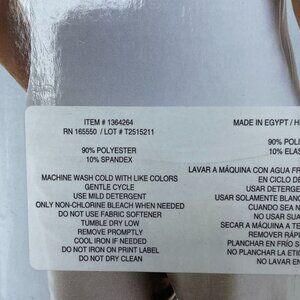 ITEM # 1364264
RN 165550 / LOT # T2515211
90% POLYESTER
10% SPANDEX
MACHINE WASH COLD WITH LIKE COLORS
GENTLE CYCLE
USE MILD DETERGENT
ONLY NON-CHLORINE BLEACH WHEN NEEDED
DO NOT USE FABRIC SOFTENER
TUMBLE DRY LOW
REMOVE PROMPTLY
COOL IRON IF NEEDED
DO NOT IRON ON PRINT LABEL
DO NOT DRY CLEAN
MADE IN EGYPT / H
90% POLI
10% ELAS
LAVAR A MÁQUINA CON AGUA FR
EN CICLO DE
USAR DETERGE
USAR SOLAMENTE BLANC
CUANDO SEA N
NO USAR SUA
SECAR A MÁQUINA A TE
REMOVER RÁPI
PLANCHAR EN FRÍO S
NO PLANCHAR LA ETIC
NO LAVAR EN